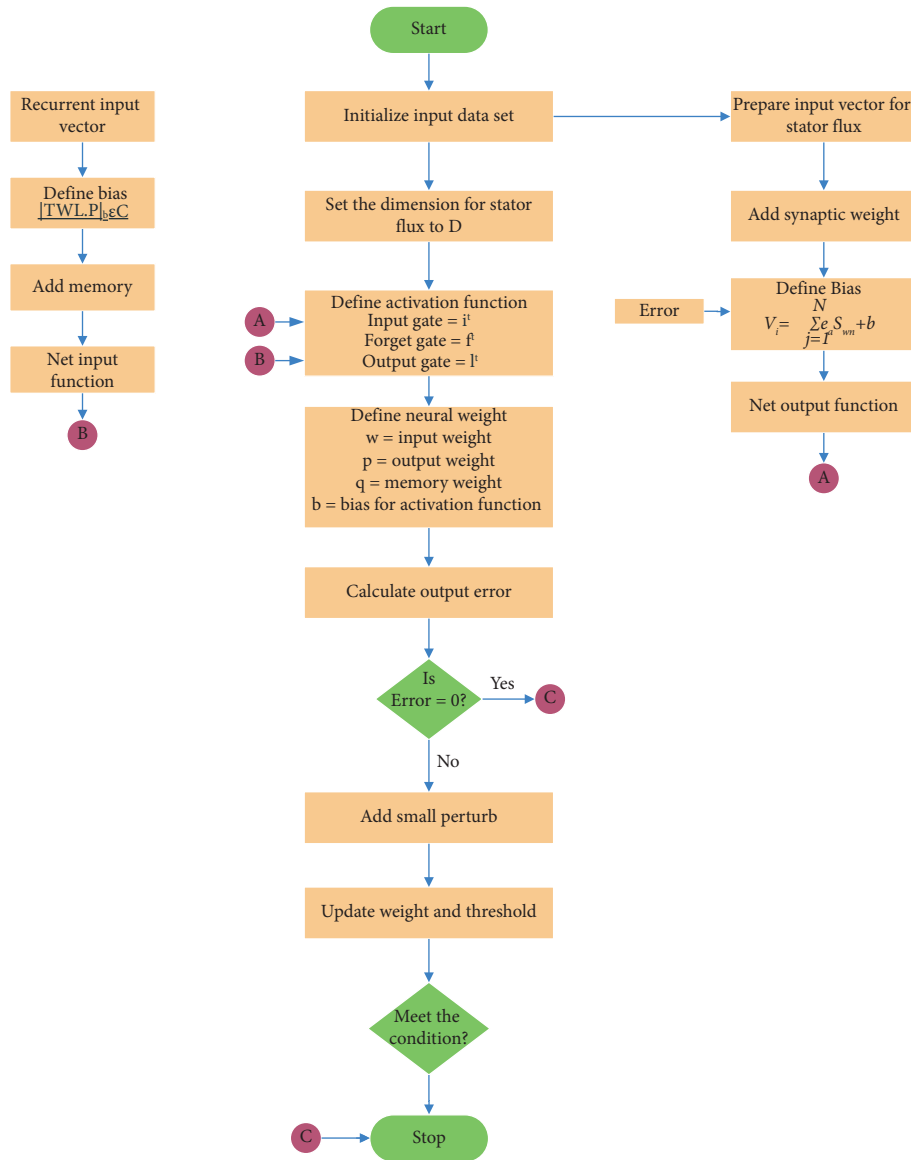 Start
Initialize input data set
Set the dimension for stator
flux to D
Define activation function
Input gate = iᵗ
Forget gate = fᵗ
Output gate = lᵗ
A
B
Define neural weight
w = input weight
p = output weight
q = memory weight
b = bias for activation function
Calculate output error
Is
Error = 0?
Yes
C
No
Add small perturb
Update weight and threshold
Meet the
condition?
C
Stop
Recurrent input
vector
Define bias
|TWL.P|_bεC
Add memory
Net input
function
B
Prepare input vector for
stator flux
Add synaptic weight
Error
Define Bias
N
V_i = Σe_a S_wn+b
j=1
Net output function
A